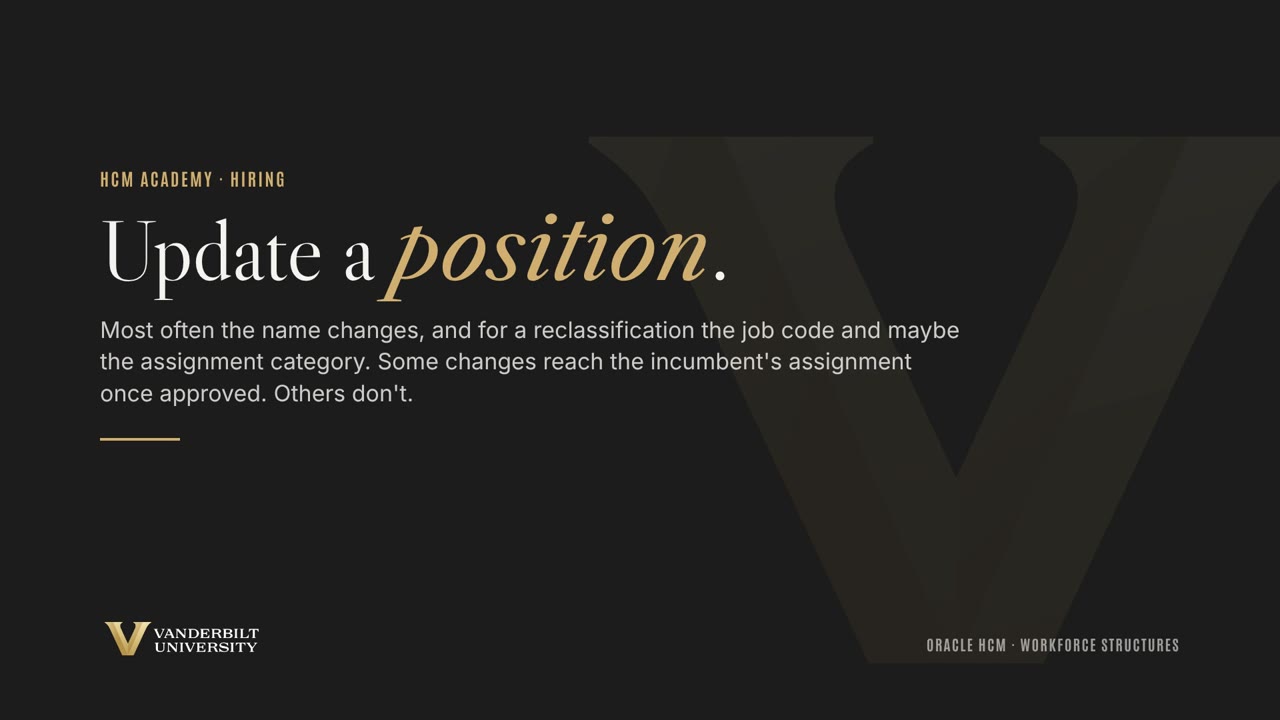 HCM ACADEMY · HIRING
Update a position.
Most often the name changes, and for a reclassification the job code and maybe
the assignment category. Some changes reach the incumbent's assignment
once approved. Others don't.
VANDERBILT
UNIVERSITY
ORACLE HCM · WORKFORCE STRUCTURES